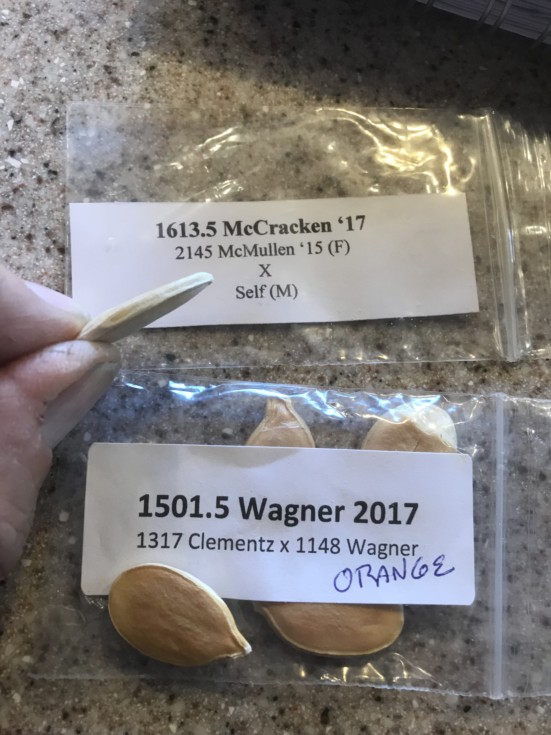 1613.5 McCracken ‘17
2145 McMullen ‘15 (F)
X
Self (M)
1501.5 Wagner 2017
1317 Clementz x 1148 Wagner
ORANGE